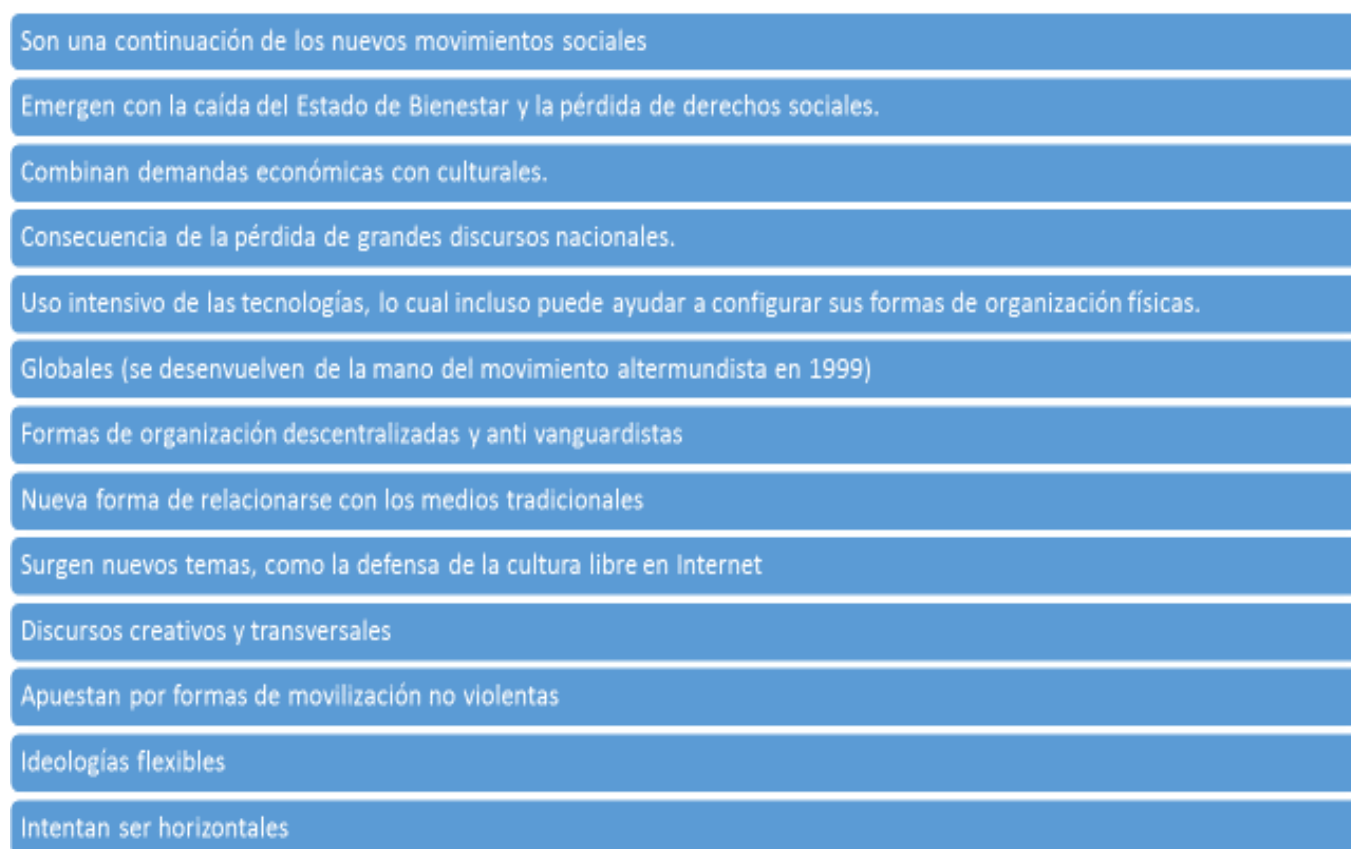 Son una continuación de los nuevos movimientos sociales
Emergen con la caída del Estado de Bienestar y la pérdida de derechos sociales.
Combinan demandas económicas con culturales.
Consecuencia de la pérdida de grandes discursos nacionales.
Uso intensivo de las tecnologías, lo cual incluso puede ayudar a configurar sus formas de organización físicas.
Globales (se desenvuelven de la mano del movimiento altermundista en 1999)
Formas de organización descentralizadas y anti vanguardistas
Nueva forma de relacionarse con los medios tradicionales
Surgen nuevos temas, como la defensa de la cultura libre en Internet
Discursos creativos y transversales
Apuestan por formas de movilización no violentas
Ideologías flexibles
Intentan ser horizontales